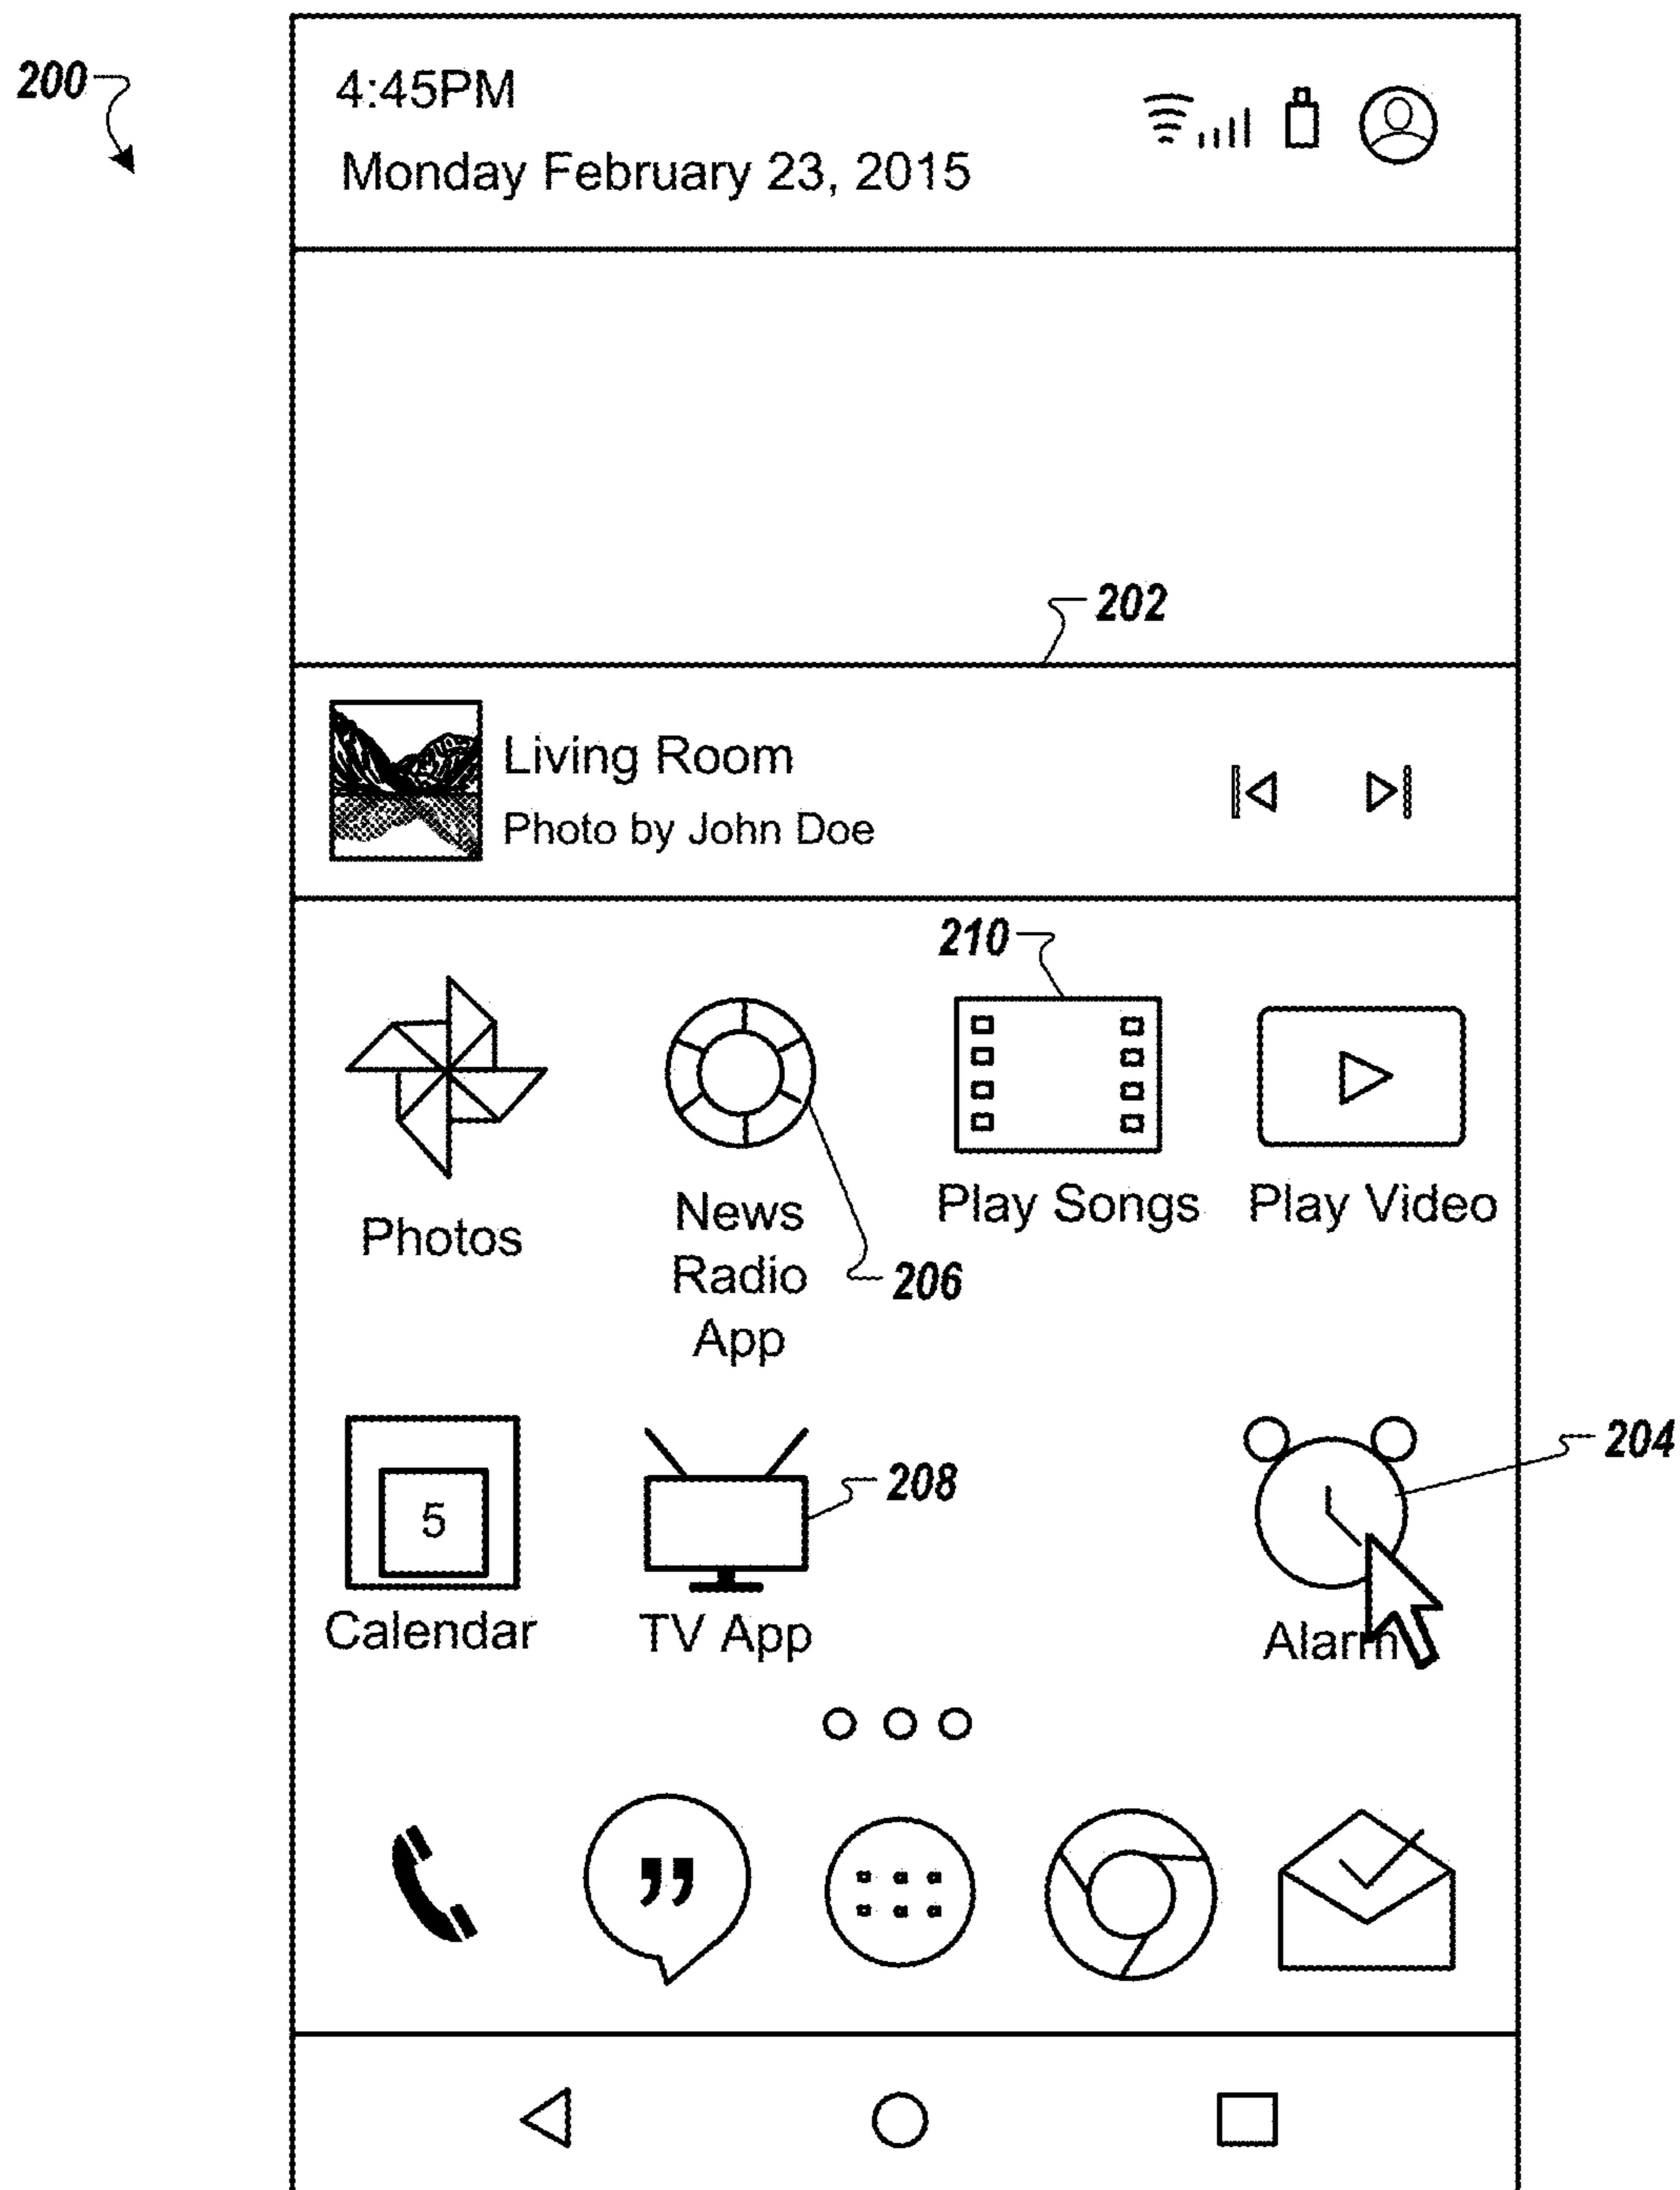 200
4:45PM
Monday February 23, 2015
202
Living Room
Photo by John Doe
210
Photos
News
Radio
App
Play Songs
Play Video
206
5
208
204
Calendar
TV App
Alarm
”